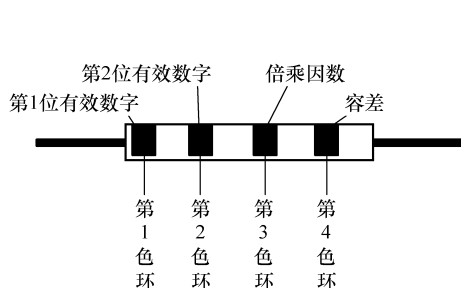 第2位有效数字
倍乘因数
第1位有效数字
容差
第1色环
第2色环
第3色环
第4色环